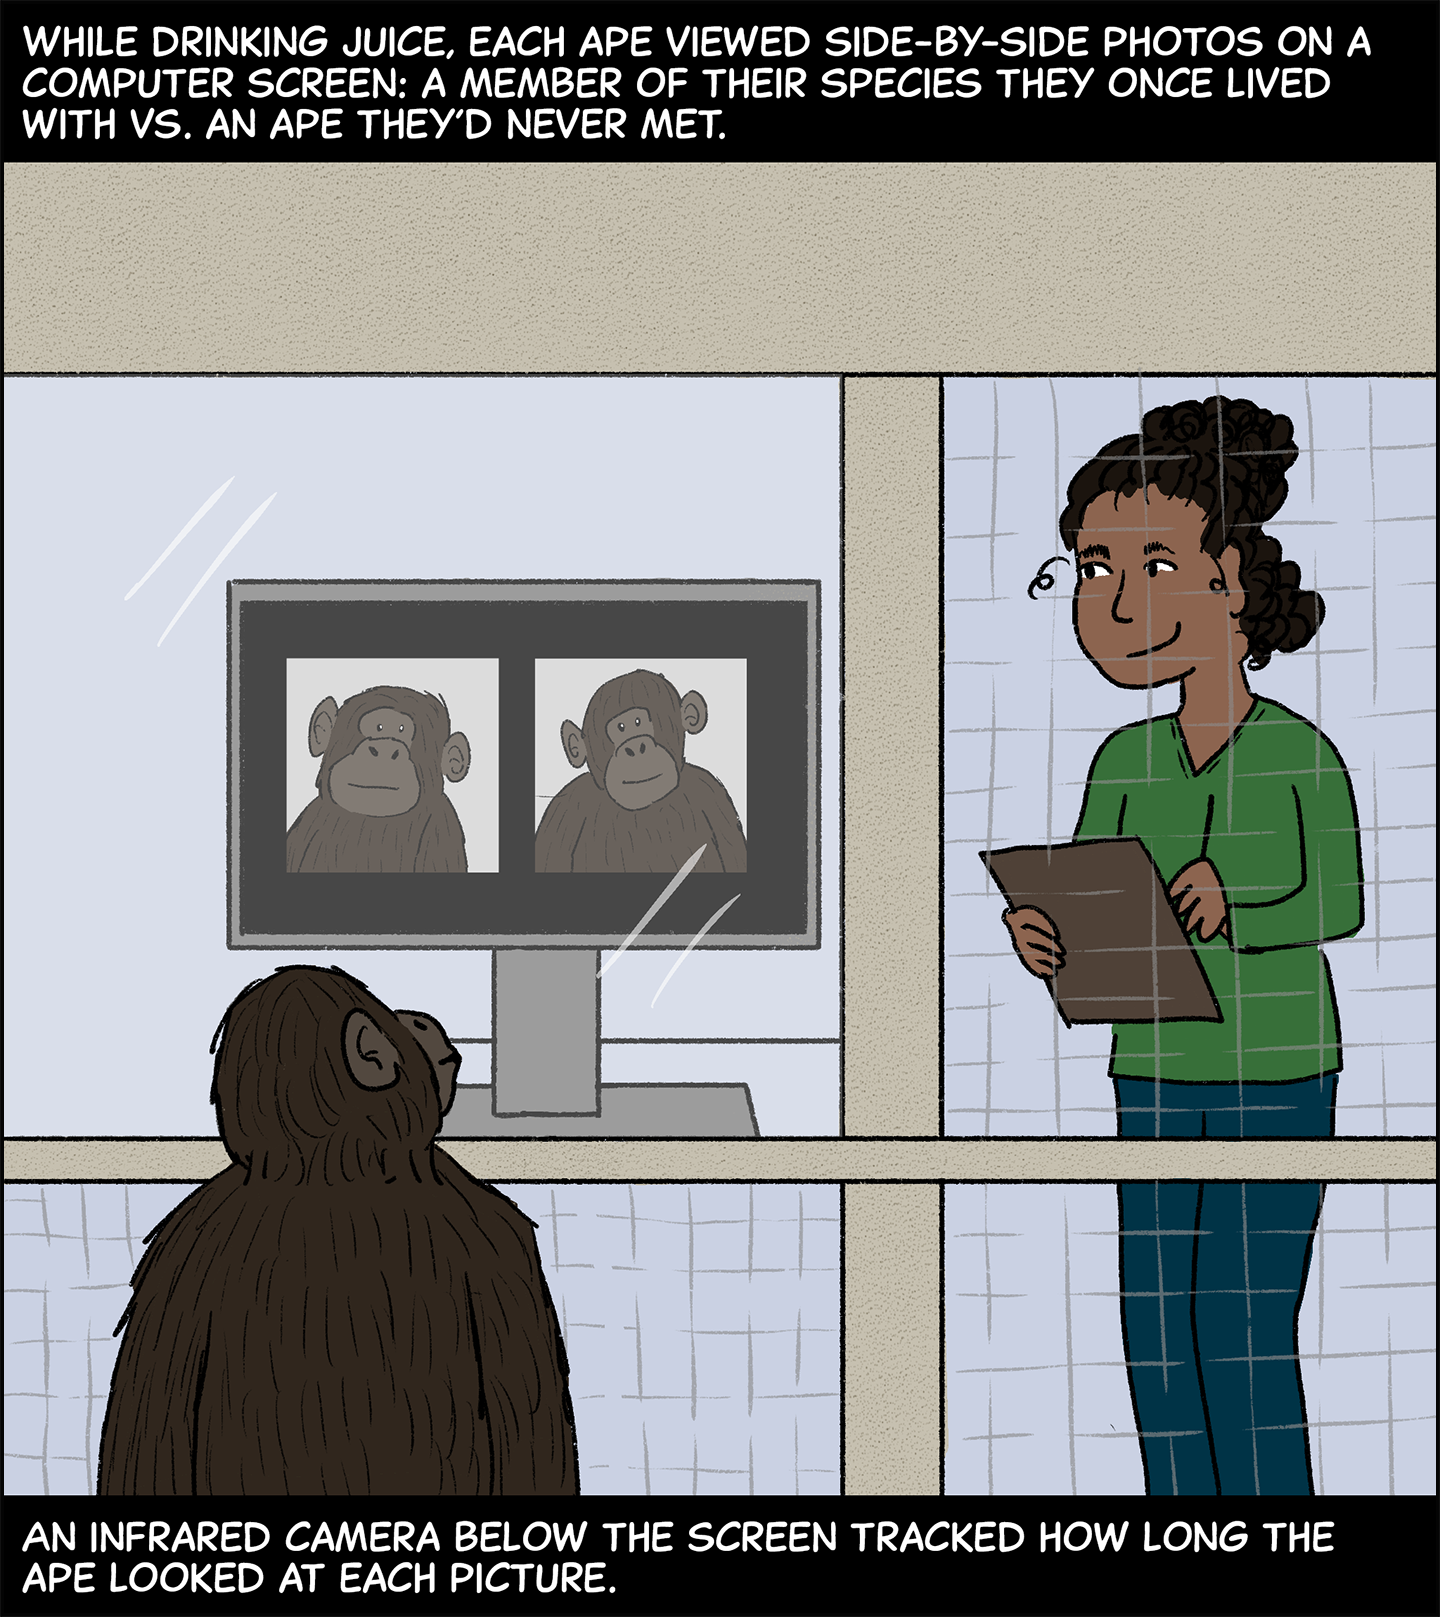 WHILE DRINKING JUICE, EACH APE VIEWED SIDE-BY-SIDE PHOTOS ON A
COMPUTER SCREEN: A MEMBER OF THEIR SPECIES THEY ONCE LIVED
WITH VS. AN APE THEY'D NEVER MET.
AN INFRARED CAMERA BELOW THE SCREEN TRACKED HOW LONG THE
APE LOOKED AT EACH PICTURE.